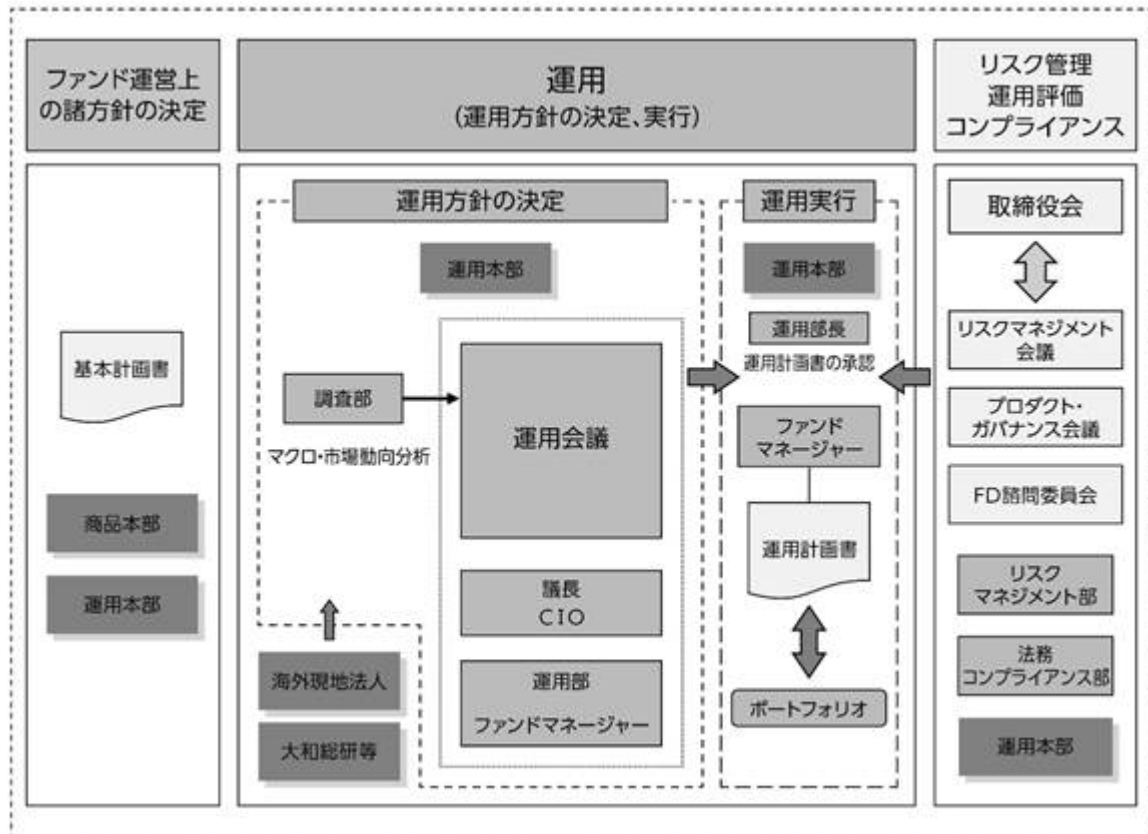 ファンド運営上
の諸方針の決定
運用
(運用方針の決定、実行)
リスク管理
運用評価
コンプライアンス
基本計画書
商品本部
運用本部
運用方針の決定
運用本部
調査部
マクロ・市場動向分析
運用会議
議長
CIO
運用部
ファンドマネージャー
海外現地法人
大和総研等
運用実行
運用本部
運用部長
運用計画書の承認
ファンド
マネージャー
運用計画書
ポートフォリオ
取締役会
リスクマネジメント
会議
プロダクト・
ガバナンス会議
FD諮問委員会
リスク
マネジメント部
法務
コンプライアンス部
運用本部